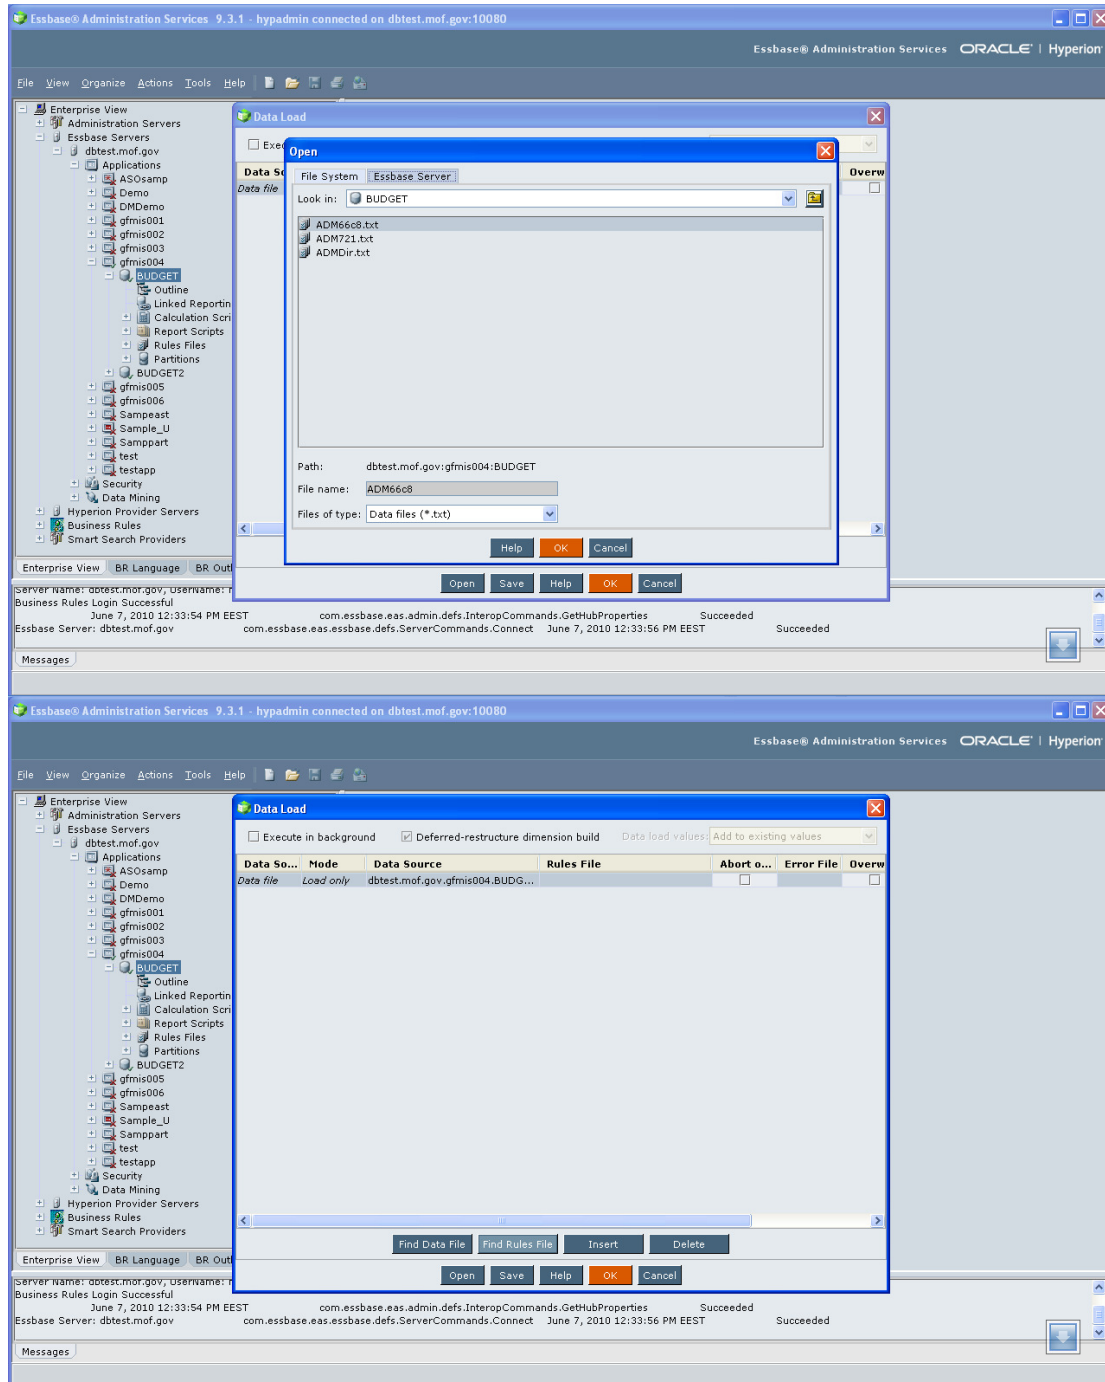 Essbase® Administration Services 9.3.1 - hypadmin connected on dbtest.mof.gov:10080
Essbase® Administration Services ORACLE | Hyperion
File View Organize Actions Tools Help
Enterprise View
Administration Servers
Essbase Servers
dbtest.mof.gov
Applications
ASOsamp
Demo
DMDemo
gfmis001
gfmis002
gfmis003
gfmis004
BUDGET
Outline
Linked Reportin
Calculation Scri
Report Scripts
Rules Files
Partitions
BUDGET2
gfmis005
gfmis006
Sampeast
Sample_U
Samppart
test
testapp
Security
Data Mining
Hyperion Provider Servers
Business Rules
Smart Search Providers
Enterprise View BR Language BR Outl
Data Load
Exec
Data So
Overw
Data file
Open
File System Essbase Server
Look in: BUDGET
ADM66c8.txt
ADM721.txt
ADMDir.txt
Path: dbtest.mof.gov:gfmis004:BUDGET
File name: ADM66c8
Files of type: Data files (*.txt)
Help OK Cancel
Open Save Help OK Cancel
Server Name: dbtest.mof.gov, UserName:
Business Rules Login Successful
June 7, 2010 12:33:54 PM EEST com.essbase.eas.admin.defs.InteropCommands.GetHubProperties Succeeded
Essbase Server: dbtest.mof.gov com.essbase.eas.essbase.defs.ServerCommands.Connect June 7, 2010 12:33:56 PM EEST Succeeded
Messages
Essbase® Administration Services 9.3.1 - hypadmin connected on dbtest.mof.gov:10080
Essbase® Administration Services ORACLE | Hyperion
File View Organize Actions Tools Help
Enterprise View
Administration Servers
Essbase Servers
dbtest.mof.gov
Applications
ASOsamp
Demo
DMDemo
gfmis001
gfmis002
gfmis003
gfmis004
BUDGET
Outline
Linked Reportin
Calculation Scri
Report Scripts
Rules Files
Partitions
BUDGET2
gfmis005
gfmis006
Sampeast
Sample_U
Samppart
test
testapp
Security
Data Mining
Hyperion Provider Servers
Business Rules
Smart Search Providers
Enterprise View BR Language BR Outl
Data Load
Execute in background Deferred-restructure dimension build Data load values: Add to existing values
Data So... Mode Data Source Rules File Abort o... Error File Overw
Data file Load only dbtest.mof.gov.gfmis004.BUDG...
Find Data File Find Rules File Insert Delete
Open Save Help OK Cancel
Server Name: dbtest.mof.gov, UserName:
Business Rules Login Successful
June 7, 2010 12:33:54 PM EEST com.essbase.eas.admin.defs.InteropCommands.GetHubProperties Succeeded
Essbase Server: dbtest.mof.gov com.essbase.eas.essbase.defs.ServerCommands.Connect June 7, 2010 12:33:56 PM EEST Succeeded
Messages